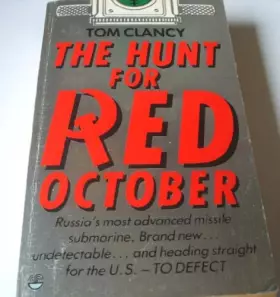 TOM CLANCY
THE HUNT
FOR
RED
OCTOBER
Russia's most advanced missile
submarine. Brand new...
undetectable... and heading straight
for the U.S. – TO DEFECT